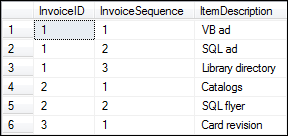 InvoiceID InvoiceSequence ItemDescription
1 1 1 VB ad
2 1 2 SQL ad
3 1 3 Library directory
4 2 1 Catalogs
5 2 2 SQL flyer
6 3 1 Card revision